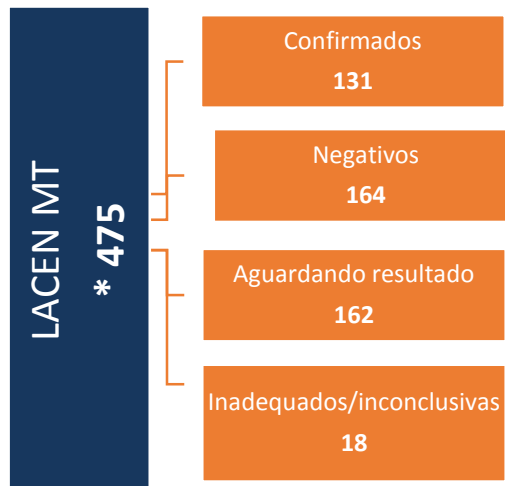 LACEN MT
* 475
Confirmados
131
Negativos
164
Aguardando resultado
162
Inadequados/inconclusivas
18